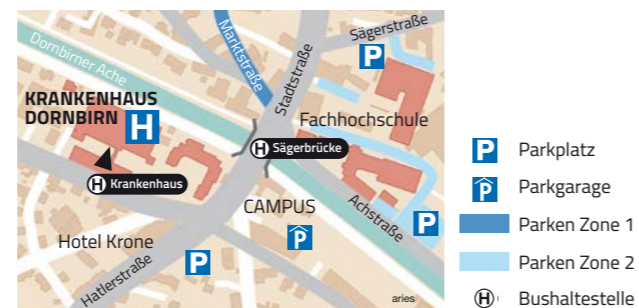 Sägerstraße
P
Marktstraße
Dornbirner Ache
Stadtstraße
KRANKENHAUS
DORNBIRN
H
Fachhochschule
H Sägerbrücke
H Krankenhaus
CAMPUS
Achstraße
P
P
Hotel Krone
P
Hatlerstraße
aries
P Parkplatz
P Parkgarage
Parken Zone 1
Parken Zone 2
H Bushaltestelle